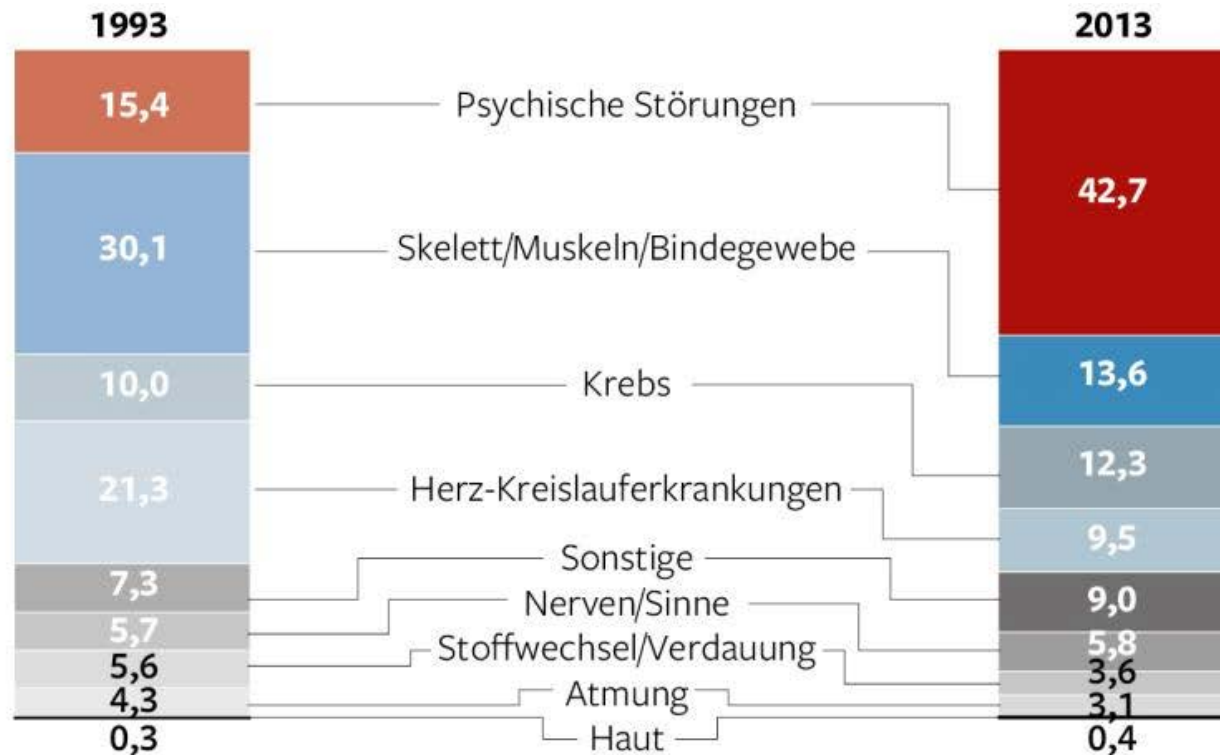 1993 2013
15,4 Psychische Störungen 42,7
30,1 Skelett/Muskeln/Bindegewebe 13,6
10,0 Krebs 12,3
21,3 Herz-Kreislauferkrankungen 9,5
7,3 Sonstige 9,0
5,7 Nerven/Sinne 5,8
5,6 Stoffwechsel/Verdauung 3,6
4,3 Atmung 3,1
0,3 Haut 0,4